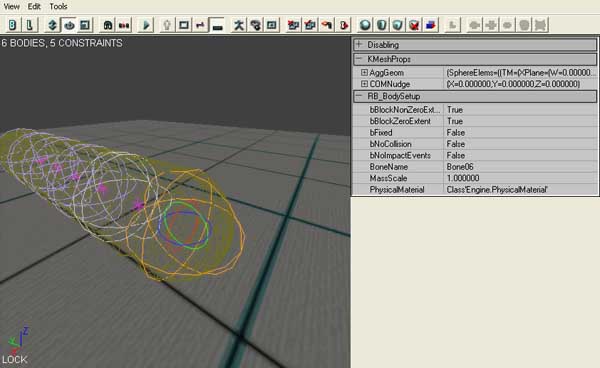 View Edit Tools
B L
6 BODIES, 5 CONSTRAINTS
Disabling
KMeshProps
AggGeom (SphereElems=((TM=(XPlane=(W=0.00000...
COMNudge (X=0.000000,Y=0.000000,Z=0.000000)
RB_BodySetup
bBlockNonZeroExt... True
bBlockZeroExtent True
bFixed False
bNoCollision False
bNoImpactEvents False
BoneName Bone06
MassScale 1.000000
PhysicalMaterial Class'Engine.PhysicalMaterial'
Z
X
LOCK